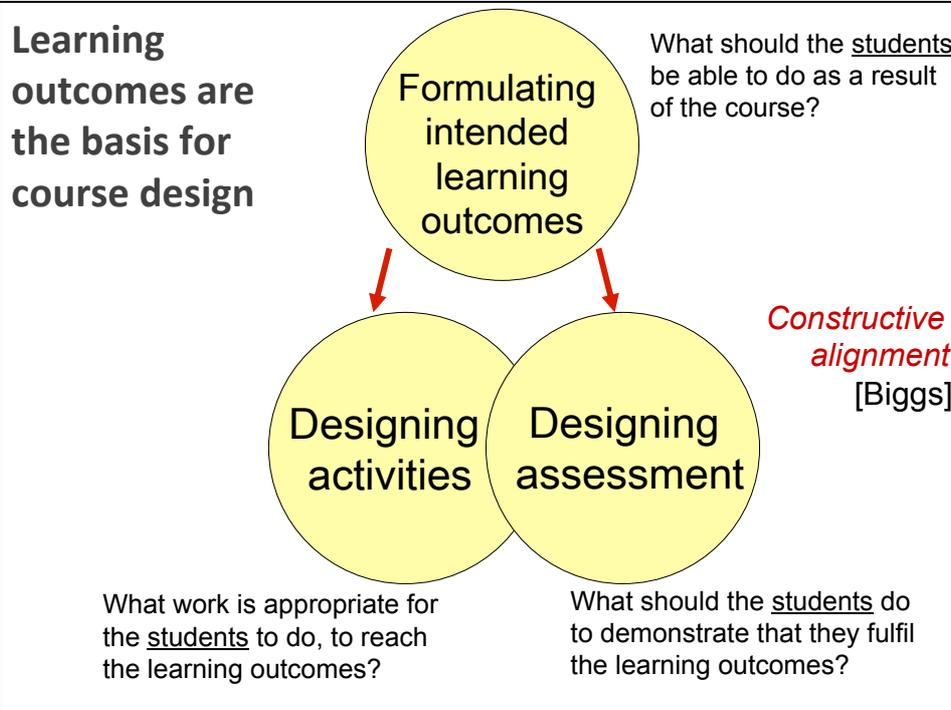 Learning
outcomes are
the basis for
course design
Formulating
intended
learning
outcomes
What should the students
be able to do as a result
of the course?
Constructive
alignment
[Biggs]
Designing
activities
Designing
assessment
What work is appropriate for
the students to do, to reach
the learning outcomes?
What should the students do
to demonstrate that they fulfil
the learning outcomes?